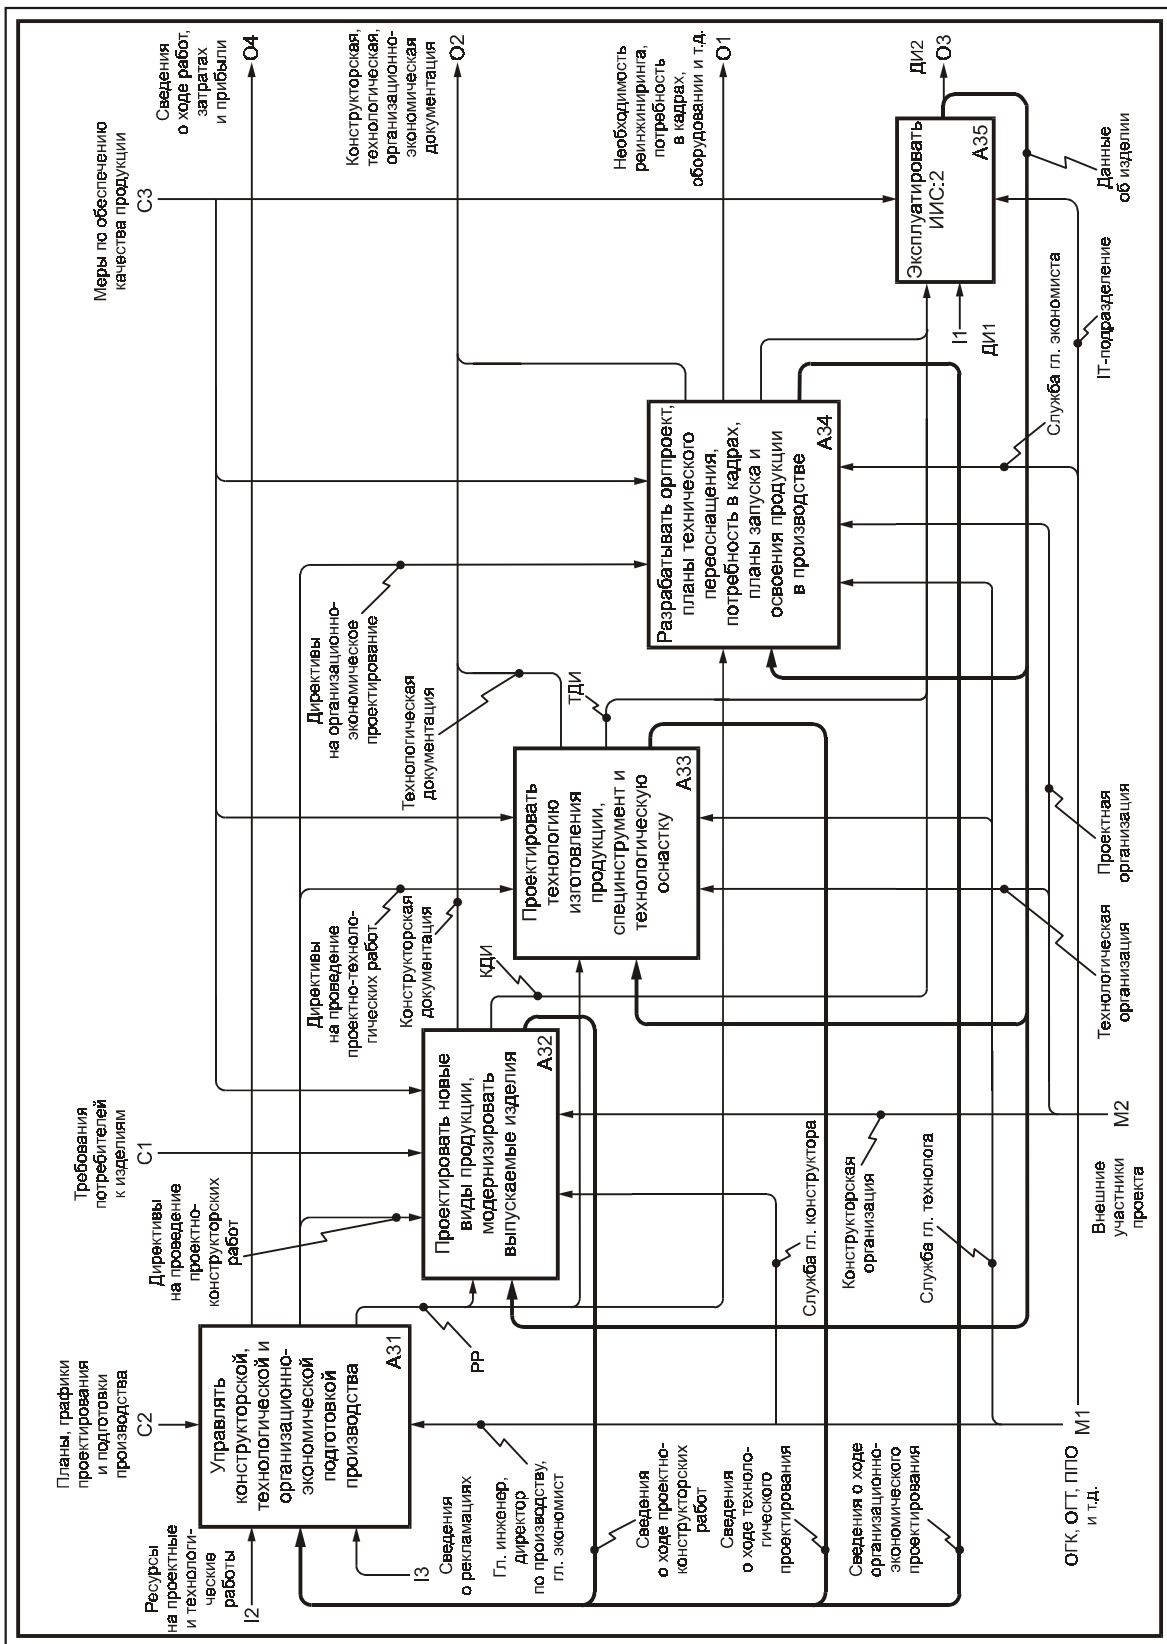 Ресурсы
на проектные
и технологи-
ческие
работы
I2
Планы, графики
проектирования
и подготовки
производства
C2
Требования
потребителей
к изделиям
C1
Меры по обеспечению
качества продукции
C3
Сведения
о ходе работ,
затратах
и прибыли
O4
Директивы
на проведение
проектно-
конструкторских
работ
Директивы
на проведение
проектно-техноло-
гических работ
Директивы
на организационно-
экономическое
проектирование
Конструкторская,
технологическая,
организационно-
экономическая
документация
O2
Конструкторская
документация
Технологическая
документация
Необходимость
реинжиниринга,
потребность
в кадрах,
оборудовании и т.д.
O1
Управлять
конструкторской,
технологической и
организационно-
экономической
подготовкой
производства
A31
Проектировать новые
виды продукции,
модернизировать
выпускаемые изделия
A32
Проектировать
технологию
изготовления
продукции,
специнструмент и
технологическую
оснастку
A33
Разрабатывать оргпроект,
планы технического
переоснащения,
потребность в кадрах,
планы запуска и
освоения продукции
в производстве
A34
Эксплуатировать
ИИС:2
A35
ДИ2
O3
I3
Сведения
о рекламациях
Гл. инженер,
директор
по производству,
гл. экономист
РР
КДИ
ТДИ
I1
ДИ1
Сведения
о ходе проектно-
конструкторских
работ
Сведения
о ходе техноло-
гического
проектирования
Сведения о ходе
организационно-
экономического
проектирования
Служба гл. конструктора
Конструкторская
организация
Служба гл. технолога
Технологическая
организация
Проектная
организация
Служба гл. экономиста
IT-подразделение
Данные
об изделии
ОГК, ОГТ, ППО
и т.д.
M1
Внешние
участники
проекта
M2